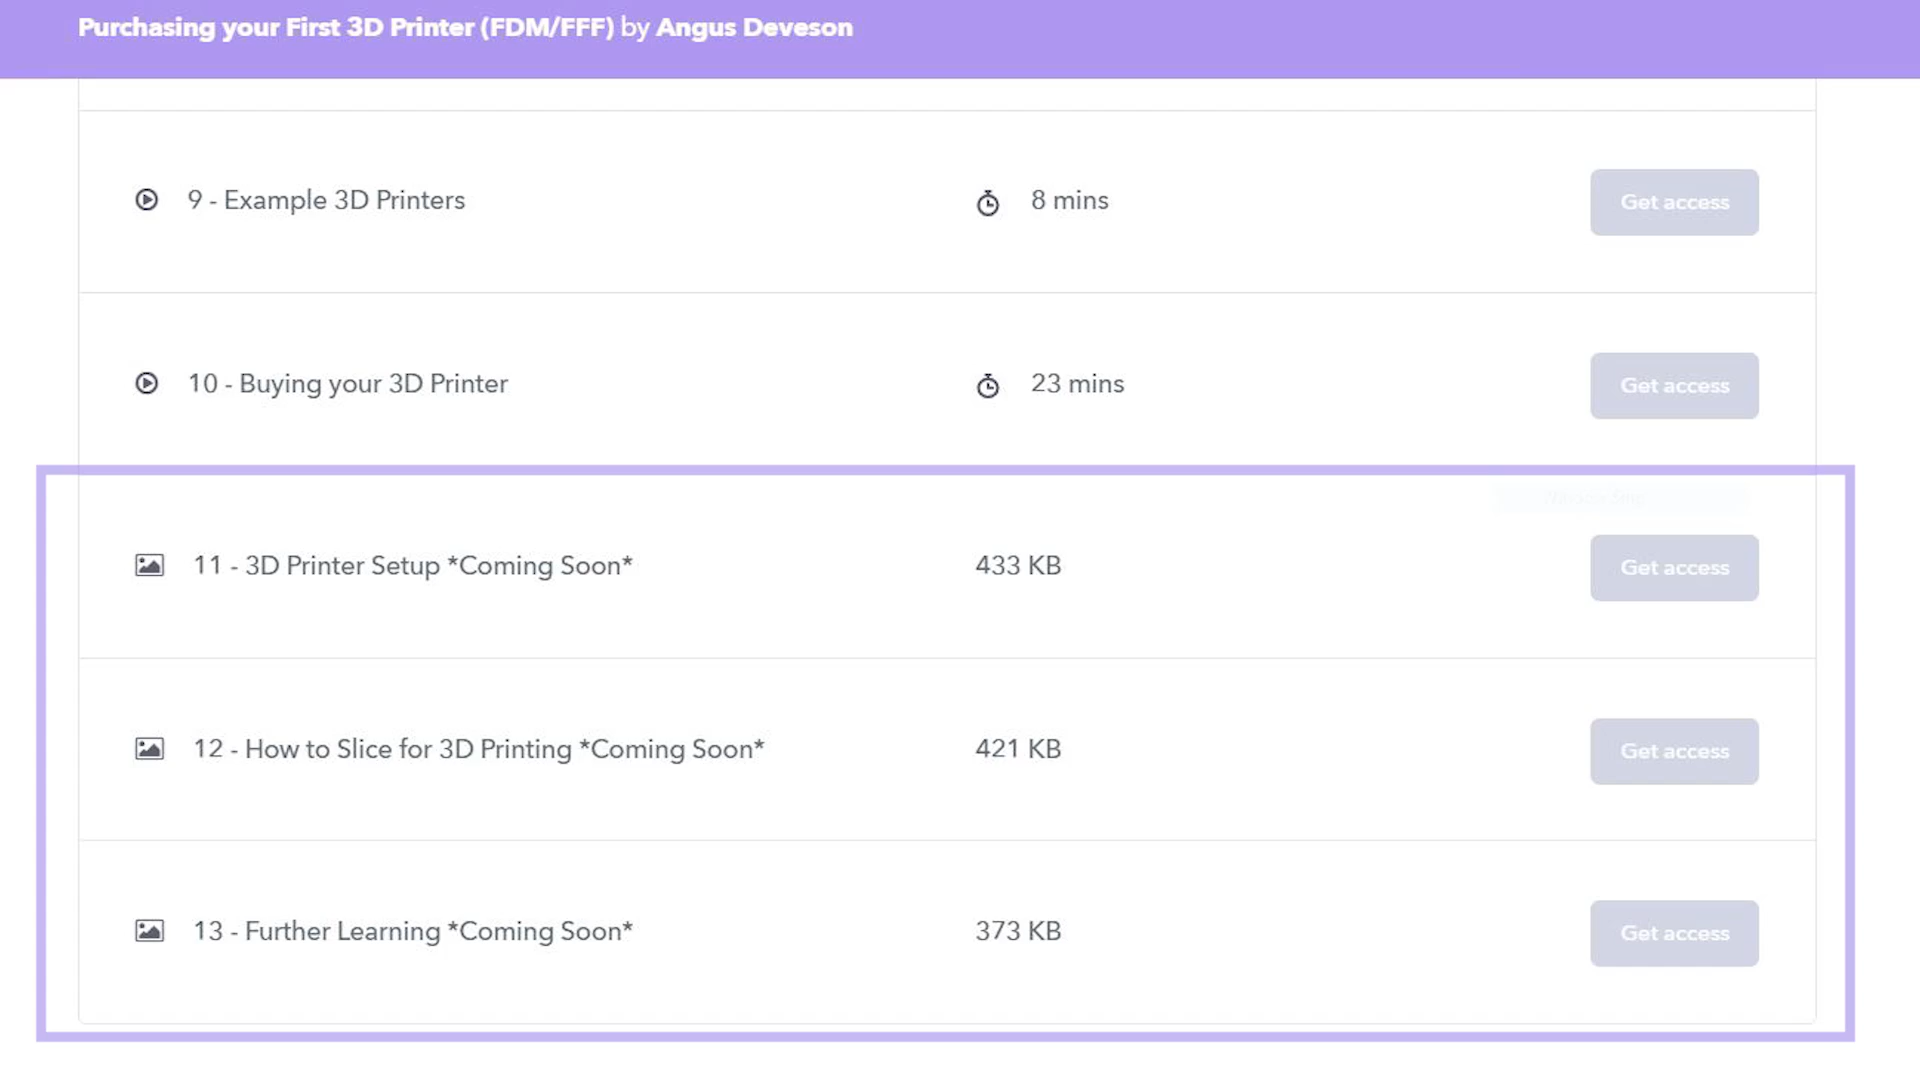 Purchasing your First 3D Printer (FDM/FFF) by Angus Deveson
9 - Example 3D Printers 8 mins Get access
10 - Buying your 3D Printer 23 mins Get access
11 - 3D Printer Setup *Coming Soon* 433 KB Get access
12 - How to Slice for 3D Printing *Coming Soon* 421 KB Get access
13 - Further Learning *Coming Soon* 373 KB Get access